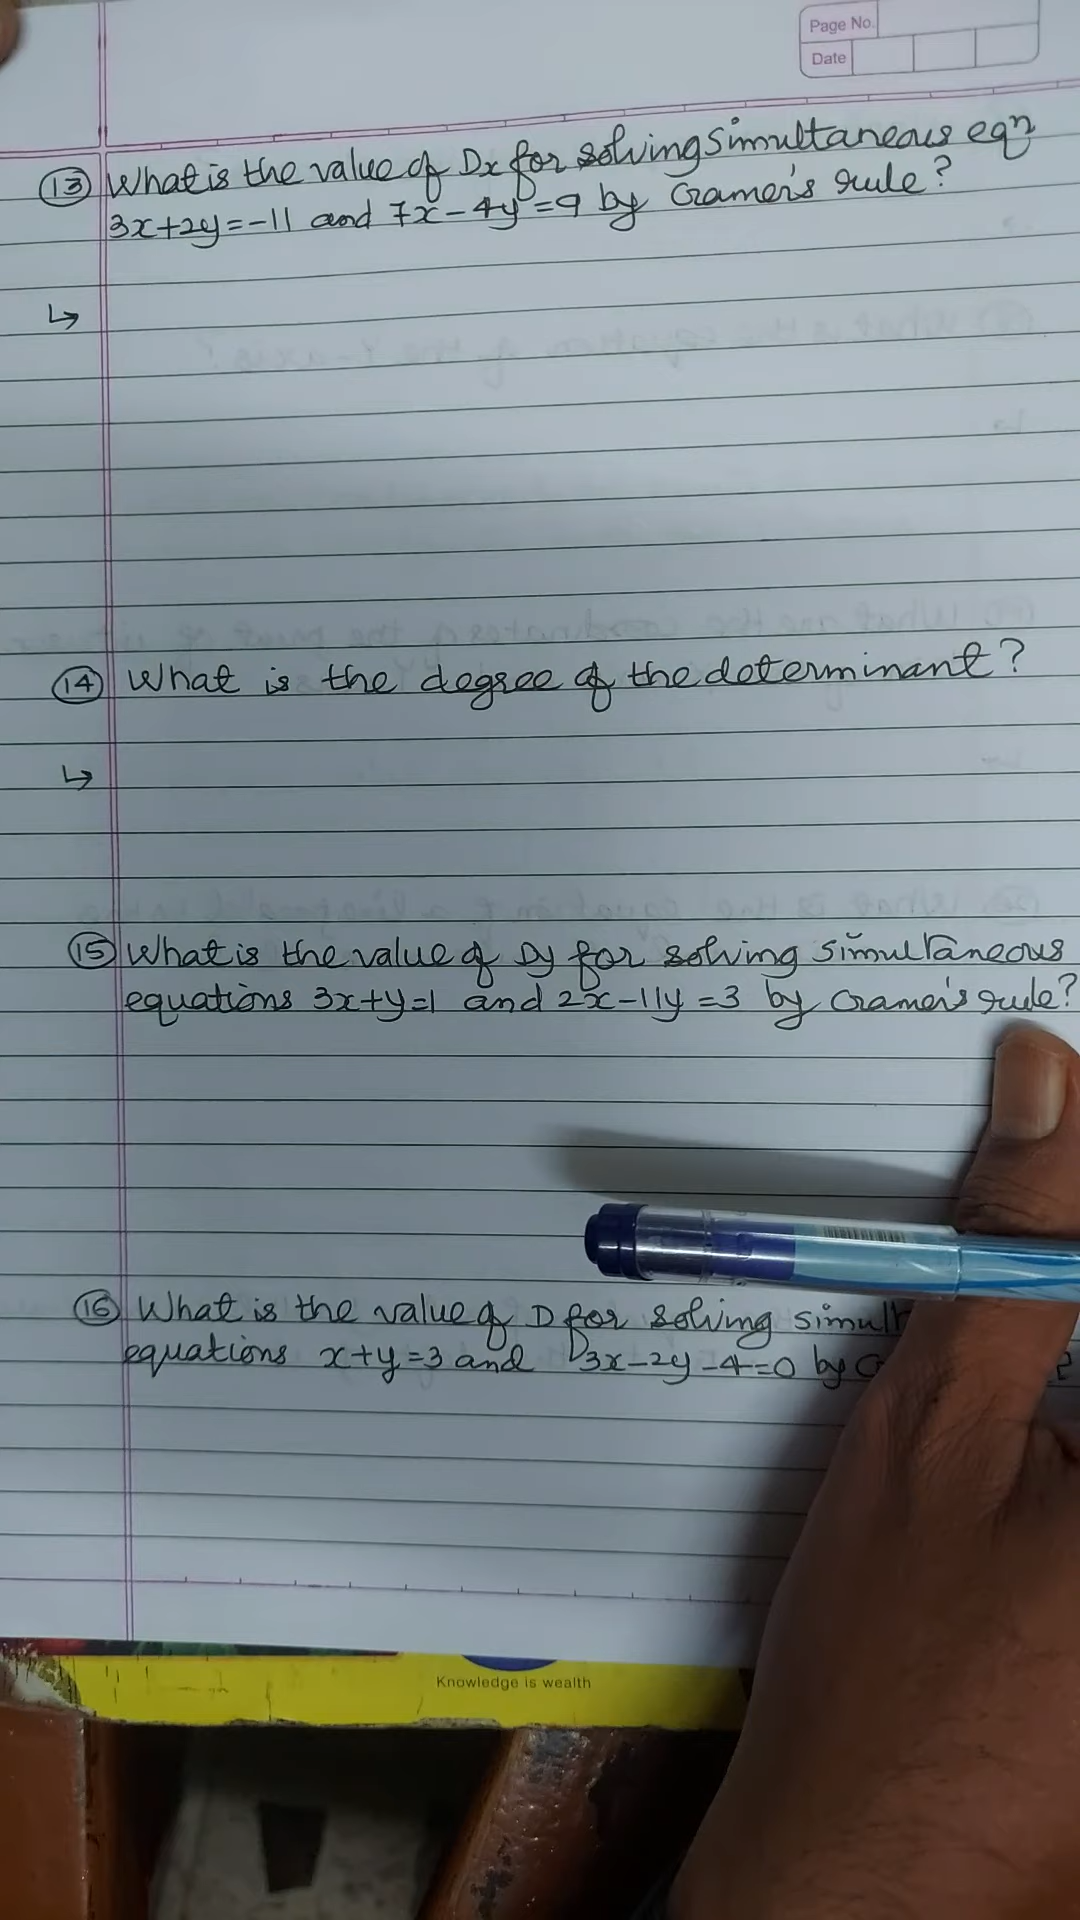 Page No.
Date
13 What is the value of Dx for solving simultaneous eqn
3x+2y=-11 and 7x-4y=9 by Cramer's rule?
↳
14 What is the degree of the determinant?
↳
15 What is the value of Dy for solving simultaneous
equations 3x+y=1 and 2x-11y=3 by Cramer's rule?
16 What is the value of D for solving
equations x+y=3 and 3x-2y-4=0 by ?
Knowledge is wealth